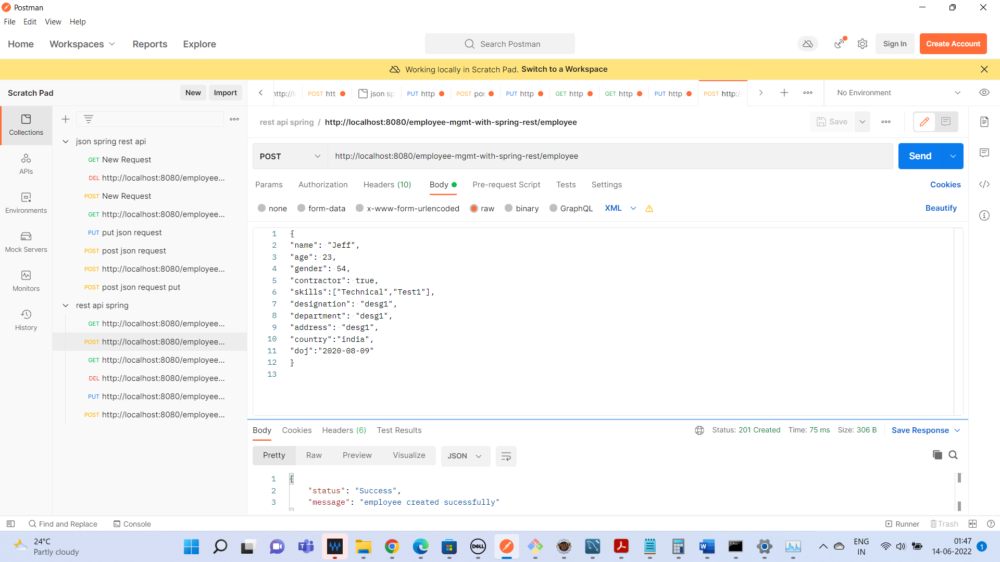 Postman
File Edit View Help
Home Workspaces Reports Explore Search Postman Sign In Create Account
Working locally in Scratch Pad. Switch to a Workspace
Scratch Pad New Import
POST htt json sp PUT http POST po PUT http GET http GET http PUT http POST http:/ No Environment
Collections
APIs
Environments
Mock Servers
Monitors
History
json spring rest api
GET New Request
DEL http://localhost:8080/employee...
POST New Request
GET http://localhost:8080/employee...
PUT put json request
POST post json request
POST http://localhost:8080/employee...
POST post json request put
rest api spring
GET http://localhost:8080/employee...
POST http://localhost:8080/employee...
GET http://localhost:8080/employee...
DEL http://localhost:8080/employee...
PUT http://localhost:8080/employee...
POST http://localhost:8080/employee...
rest api spring / http://localhost:8080/employee-mgmt-with-spring-rest/employee Save
POST http://localhost:8080/employee-mgmt-with-spring-rest/employee Send
Params Authorization Headers (10) Body Pre-request Script Tests Settings Cookies
none form-data x-www-form-urlencoded raw binary GraphQL XML Beautify
1 {
2 "name": "Jeff",
3 "age": 23,
4 "gender": 54,
5 "contractor": true,
6 "skills":["Technical","Test1"],
7 "designation": "desg1",
8 "department": "desg1",
9 "address": "desg1",
10 "country":"india",
11 "doj":"2020-08-09"
12 }
13
Body Cookies Headers (6) Test Results Status: 201 Created Time: 75 ms Size: 306 B Save Response
Pretty Raw Preview Visualize JSON
1 {
2 "status": "Success",
3 "message": "employee created sucessfully"
Find and Replace Console Runner Trash
24°C
Partly cloudy
DELL
ENG
IN
01:47
14-06-2022
1